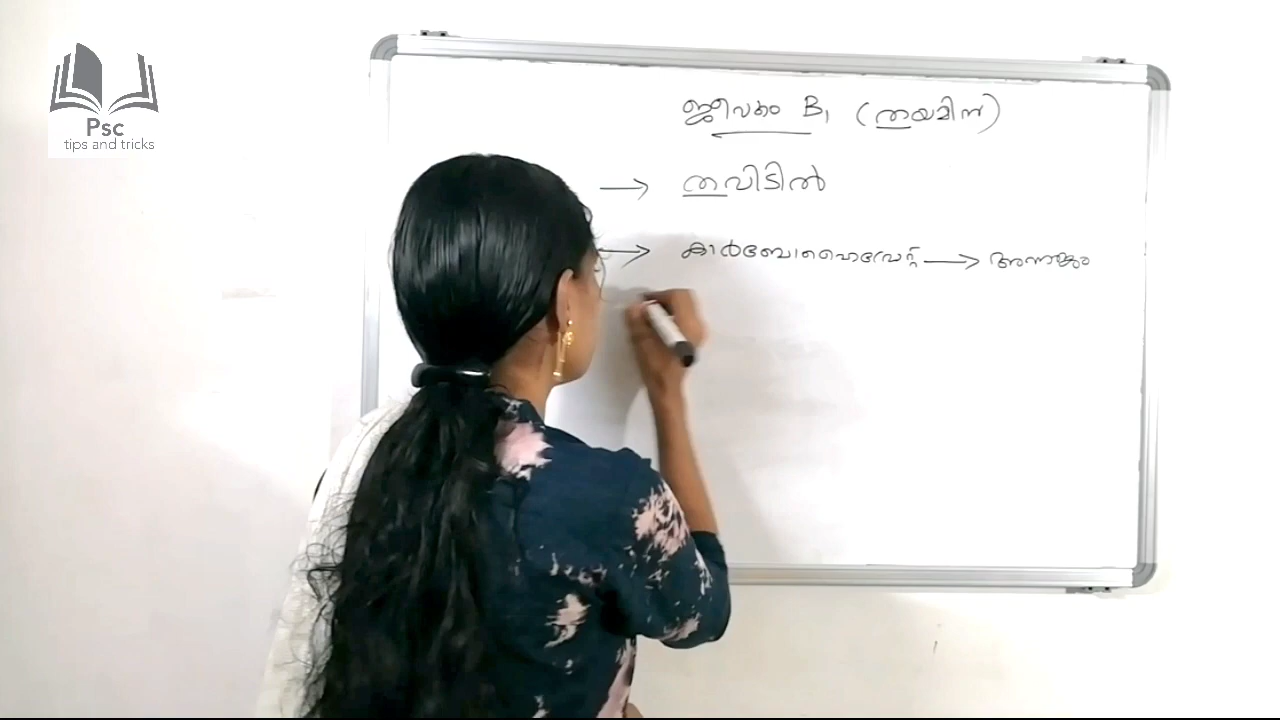 Psc
tips and tricks
ജീവകം B1 (തയമിന്‍)
→ തവിടിൽ
→ കാർബോഹൈഡ്രേറ്റ് → അന്നജം